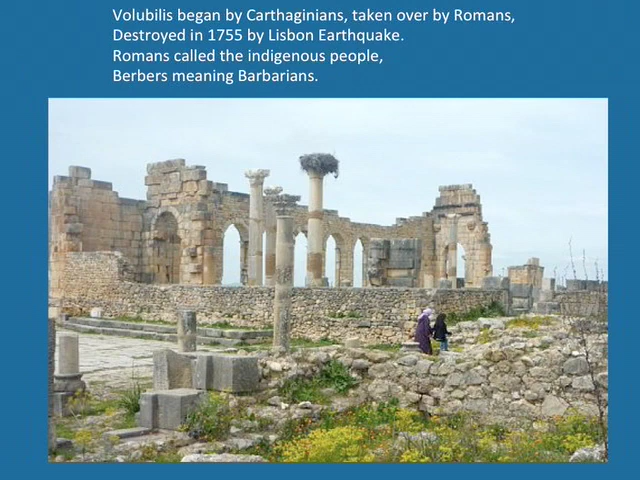 Volubilis began by Carthaginians, taken over by Romans,
Destroyed in 1755 by Lisbon Earthquake.
Romans called the indigenous people,
Berbers meaning Barbarians.